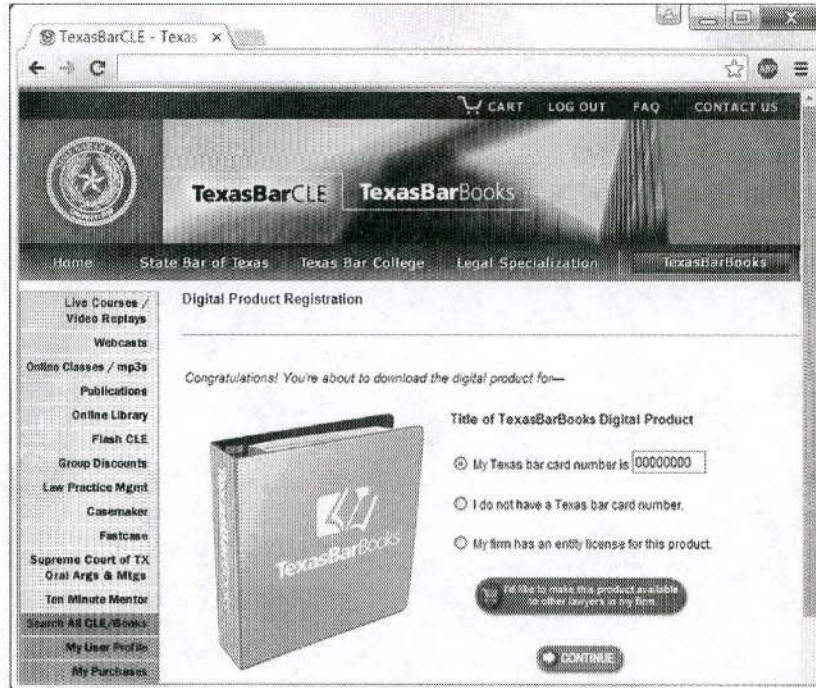 TexasBarCLE - Texas
CART LOG OUT FAQ CONTACT US
TexasBarCLE TexasBarBooks
Home State Bar of Texas Texas Bar College Legal Specialization TexasBarBooks
Live Courses /
Video Replays
Webcasts
Online Classes / mp3s
Publications
Online Library
Flash CLE
Group Discounts
Law Practice Mgmt
Casemaker
Fastcase
Supreme Court of TX
Oral Args & Mtgs
Ten Minute Mentor
Search All CLE/Books
My User Profile
My Purchases
Digital Product Registration
Congratulations! You're about to download the digital product for—
TexasBarBooks
Title of TexasBarBooks Digital Product
My Texas bar card number is 00000000
I do not have a Texas bar card number.
My firm has an entity license for this product.
I'd like to make this product available
to other lawyers in my firm.
CONTINUE